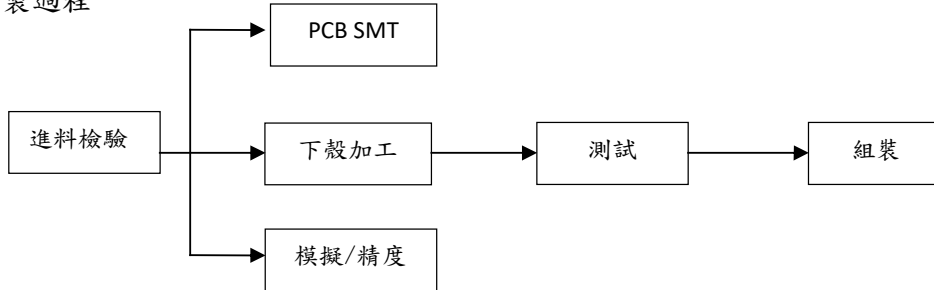 裝過程
PCB SMT
進料檢驗
下殼加工
測試
組裝
模擬/精度